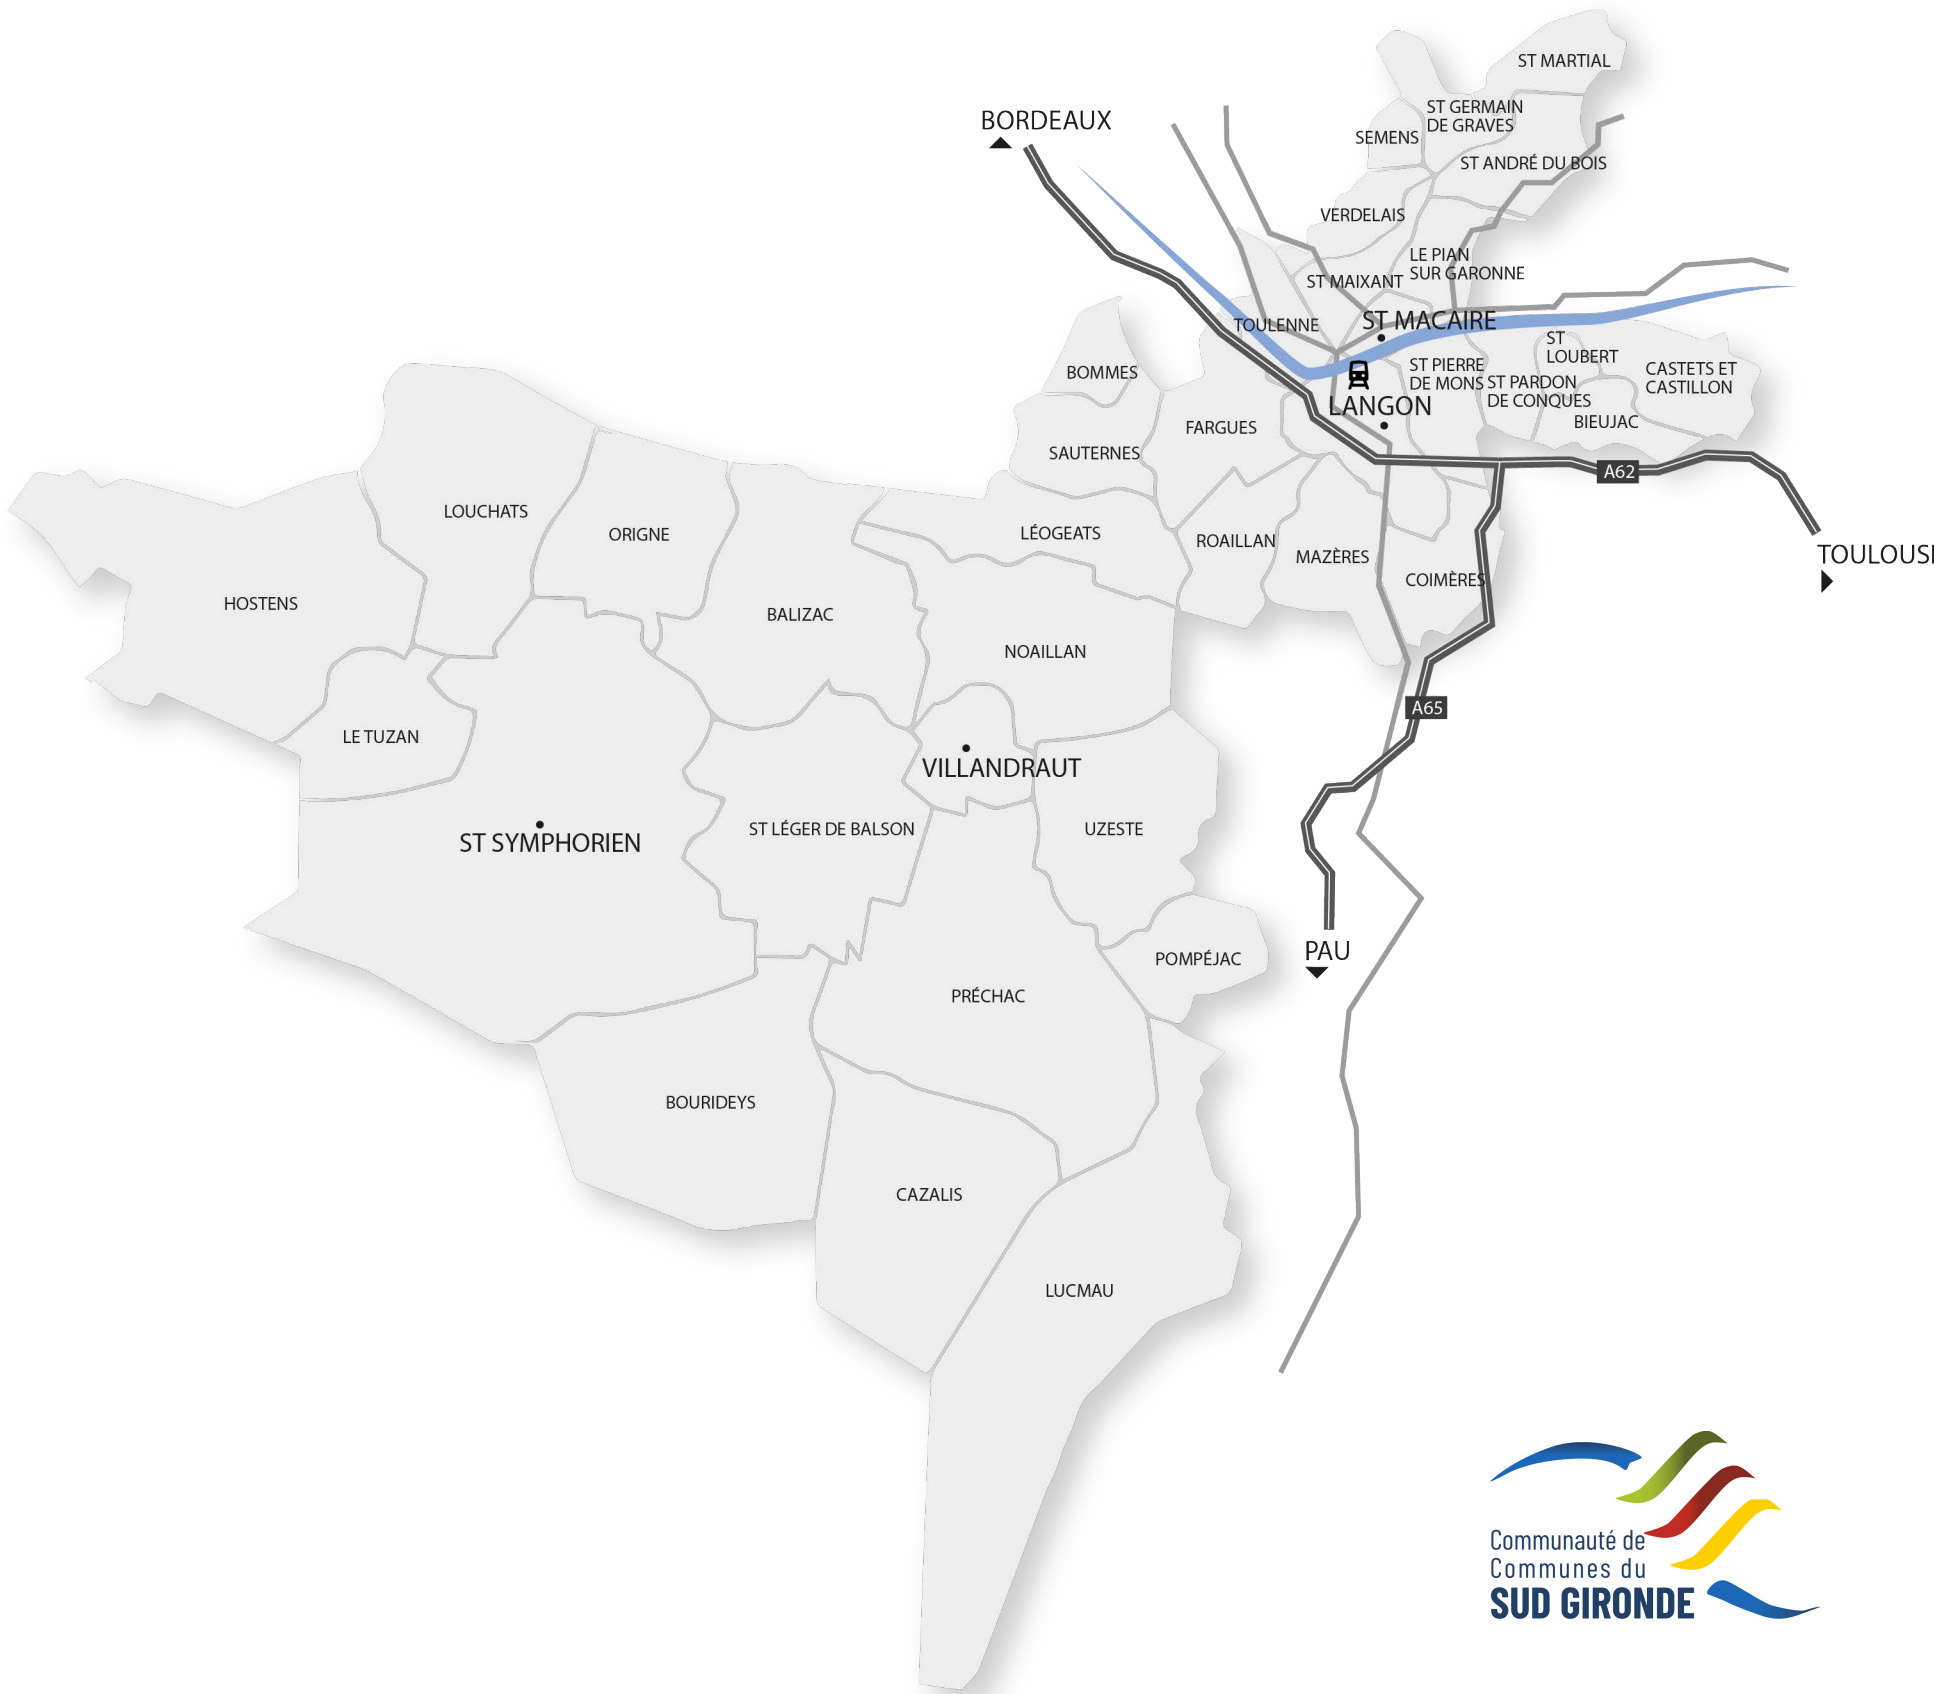 ST MARTIAL
BORDEAUX
ST GERMAIN
DE GRAVES
SEMENS
ST ANDRÉ DU BOIS
VERDELAIS
LE PIAN
SUR GARONNE
ST MAIXANT
TOULENNE
ST MACAIRE
ST
LOUBERT
BOMMES
ST PIERRE
DE MONS
CASTETS ET
CASTILLON
ST PARDON
DE CONQUES
LANGON
BIEUJAC
FARGUES
SAUTERNES
A62
LOUCHATS
ORIGNE
LÉOGEATS
ROAILLAN
MAZÈRES
TOULOUSE
COIMÈRES
HOSTENS
BALIZAC
NOAILLAN
A65
LE TUZAN
VILLANDRAUT
ST SYMPHORIEN
ST LÉGER DE BALSON
UZESTE
PAU
POMPÉJAC
PRÉCHAC
BOURIDEYS
CAZALIS
LUCMAU
Communauté de
Communes du
SUD GIRONDE